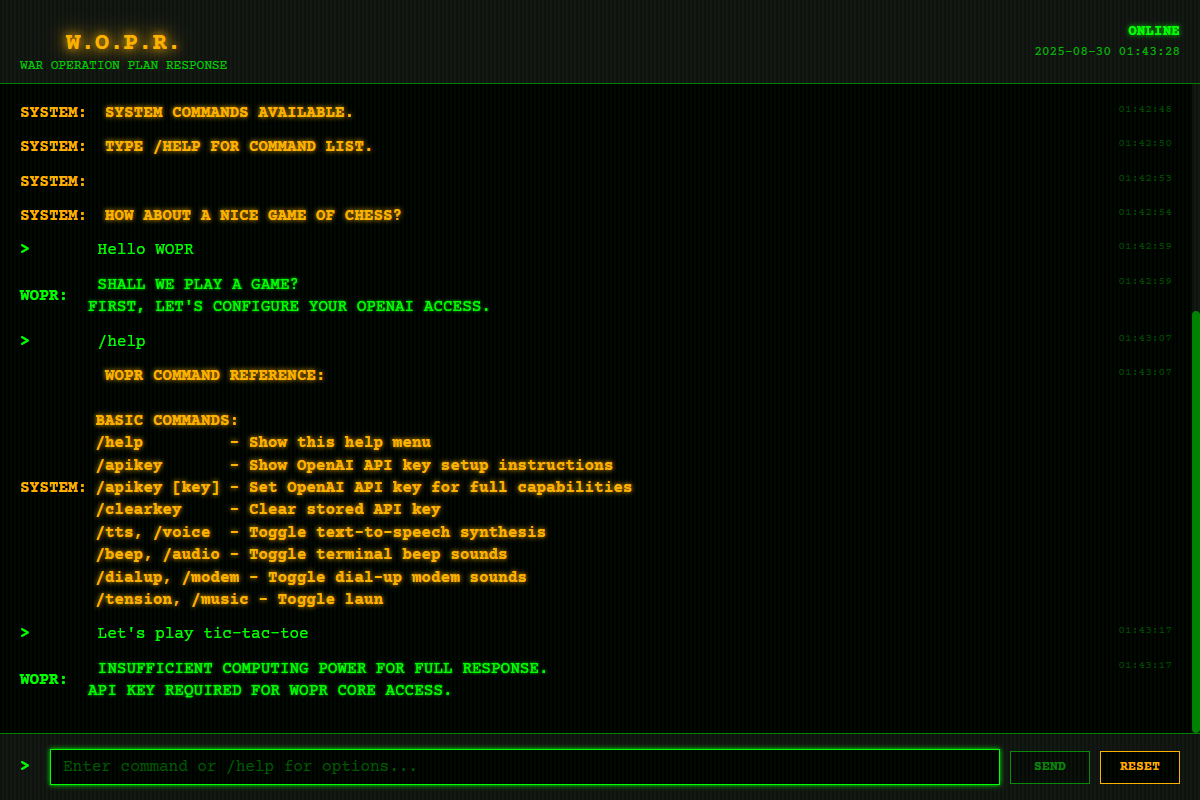 W.O.P.R.
WAR OPERATION PLAN RESPONSE
ONLINE
2025-08-30 01:43:28
SYSTEM: SYSTEM COMMANDS AVAILABLE. 01:42:48
SYSTEM: TYPE /HELP FOR COMMAND LIST. 01:42:50
SYSTEM: 01:42:53
SYSTEM: HOW ABOUT A NICE GAME OF CHESS? 01:42:54
> Hello WOPR 01:42:59
WOPR: SHALL WE PLAY A GAME? 01:42:59
FIRST, LET'S CONFIGURE YOUR OPENAI ACCESS.
> /help 01:43:07
SYSTEM: WOPR COMMAND REFERENCE: 01:43:07
BASIC COMMANDS:
/help - Show this help menu
/apikey - Show OpenAI API key setup instructions
/apikey [key] - Set OpenAI API key for full capabilities
/clearkey - Clear stored API key
/tts, /voice - Toggle text-to-speech synthesis
/beep, /audio - Toggle terminal beep sounds
/dialup, /modem - Toggle dial-up modem sounds
/tension, /music - Toggle laun
> Let's play tic-tac-toe 01:43:17
WOPR: INSUFFICIENT COMPUTING POWER FOR FULL RESPONSE. 01:43:17
API KEY REQUIRED FOR WOPR CORE ACCESS.
> Enter command or /help for options... SEND RESET